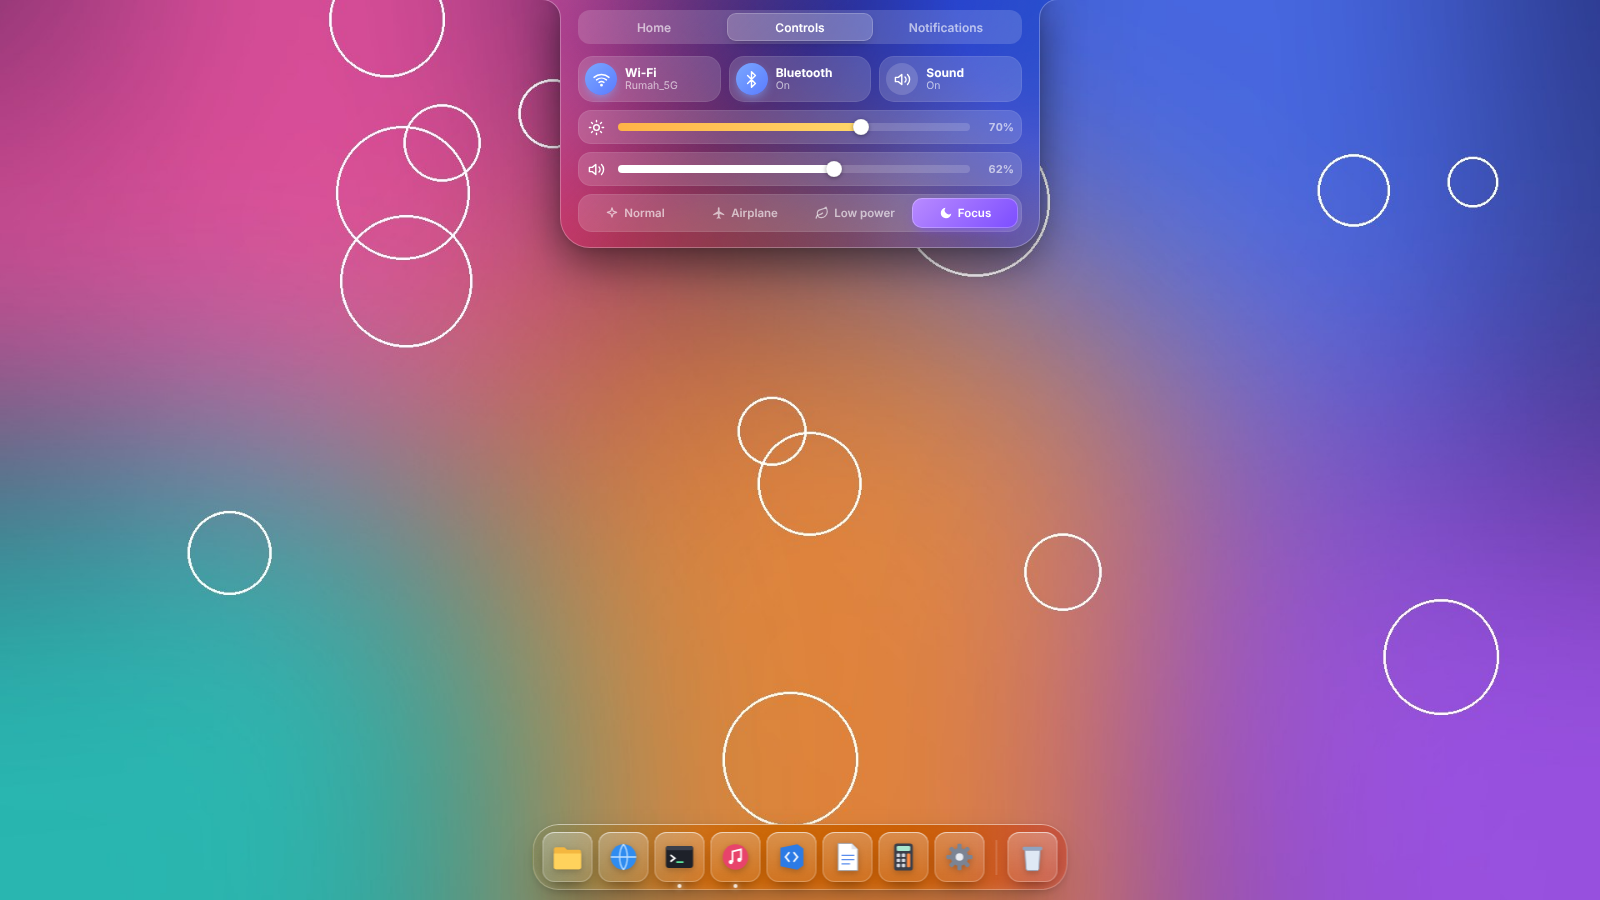 Home Controls Notifications
Wi-Fi Bluetooth Sound
Rumah_5G On On
70%
62%
Normal Airplane Low power Focus